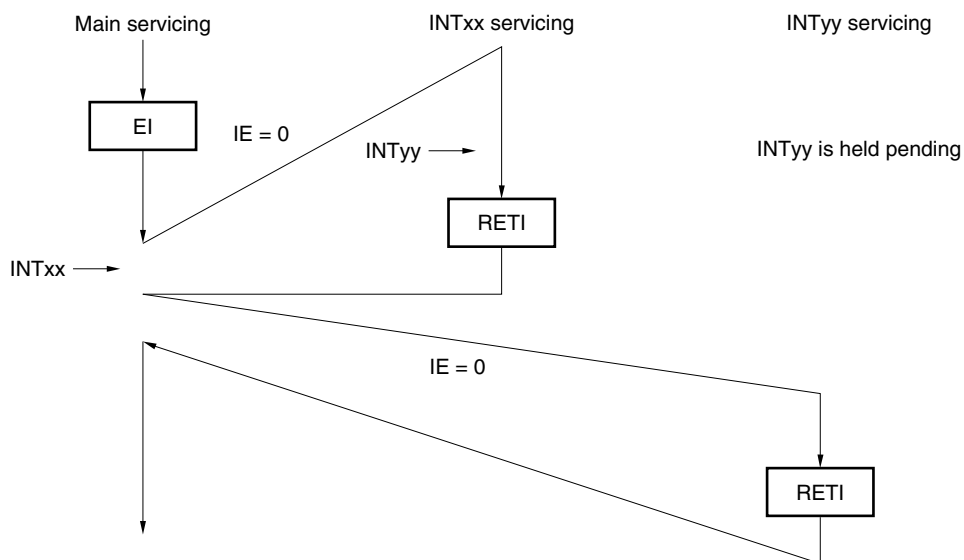 Main servicing
INTxx servicing
INTyy servicing
EI
IE = 0
INTyy
INTyy is held pending
RETI
INTxx
IE = 0
RETI